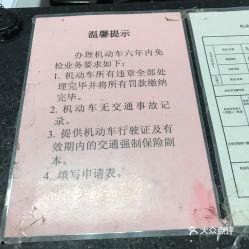 温馨提示
办理机动车六年内免
检业务要求如下：
1. 机动车所有违章全部处
理完毕并将所有罚款缴纳
完毕。
2. 机动车无交通事故记
录。
3. 提供机动车行驶证及有
效期内的交通强制保险副
本。
4. 填写申请表。
机动
大众点评